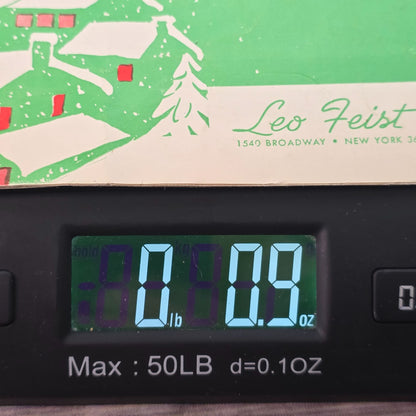 Leo Feist
1540 BROADWAY • NEW YORK 36
0 lb 0.9 oz
Max : 50LB d=0.1OZ